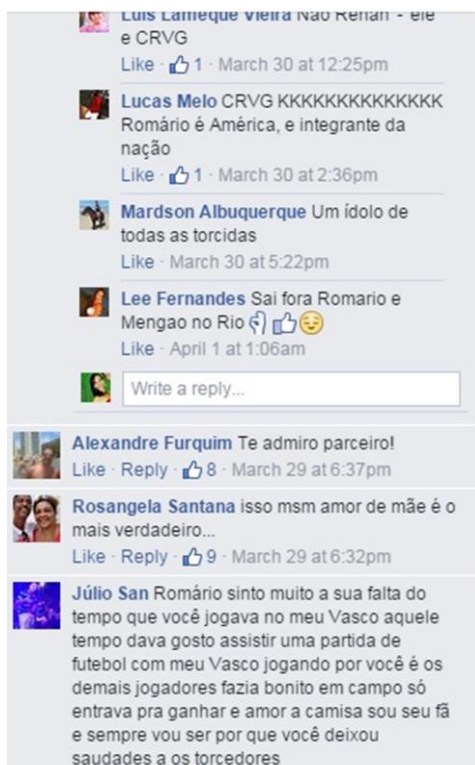 Luis Lameque Vieira Não Renan - ele
e CRVG
Like · 1 · March 30 at 12:25pm
Lucas Melo CRVG KKKKKKKKKKKKKK
Romário é América, e integrante da
nação
Like · 1 · March 30 at 2:36pm
Mardson Albuquerque Um ídolo de
todas as torcidas
Like · March 30 at 5:22pm
Lee Fernandes Sai fora Romario e
Mengao no Rio
Like · April 1 at 1:06am
Write a reply...
Alexandre Furquim Te admiro parceiro!
Like · Reply · 8 · March 29 at 6:37pm
Rosangela Santana isso msm amor de mãe é o
mais verdadeiro...
Like · Reply · 9 · March 29 at 6:32pm
Júlio San Romário sinto muito a sua falta do
tempo que você jogava no meu Vasco aquele
tempo dava gosto assistir uma partida de
futebol com meu Vasco jogando por você é os
demais jogadores fazia bonito em campo só
entrava pra ganhar e amor a camisa sou seu fã
e sempre vou ser por que você deixou
saudades a os torcedores